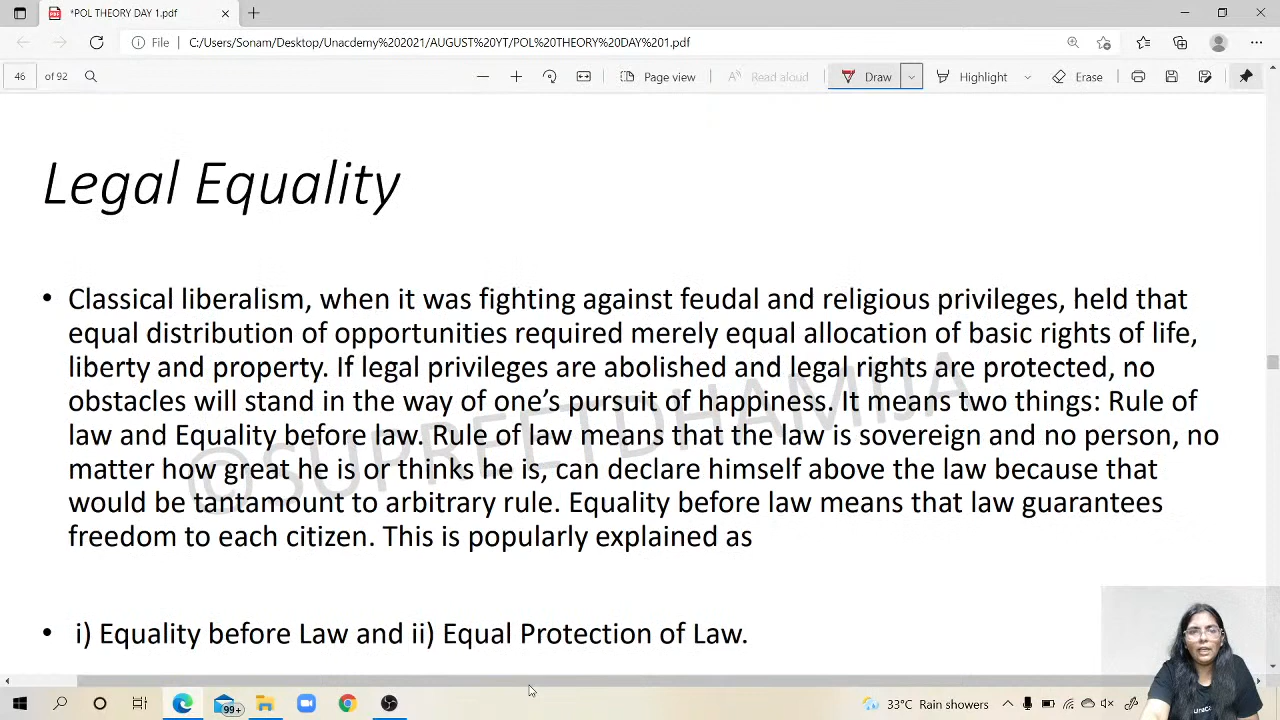 *POL THEORY DAY 1.pdf
File | C:/Users/Sonam/Desktop/Unacdemy%202021/AUGUST%20YT/POL%20THEORY%20DAY%201.pdf
46 of 92 Page view Read aloud Draw Highlight Erase
Legal Equality
• Classical liberalism, when it was fighting against feudal and religious privileges, held that
equal distribution of opportunities required merely equal allocation of basic rights of life,
liberty and property. If legal privileges are abolished and legal rights are protected, no
obstacles will stand in the way of one’s pursuit of happiness. It means two things: Rule of
law and Equality before law. Rule of law means that the law is sovereign and no person, no
matter how great he is or thinks he is, can declare himself above the law because that
would be tantamount to arbitrary rule. Equality before law means that law guarantees
freedom to each citizen. This is popularly explained as
©SUPREETDHAMIJA
• i) Equality before Law and ii) Equal Protection of Law.
99+ 33°C Rain showers